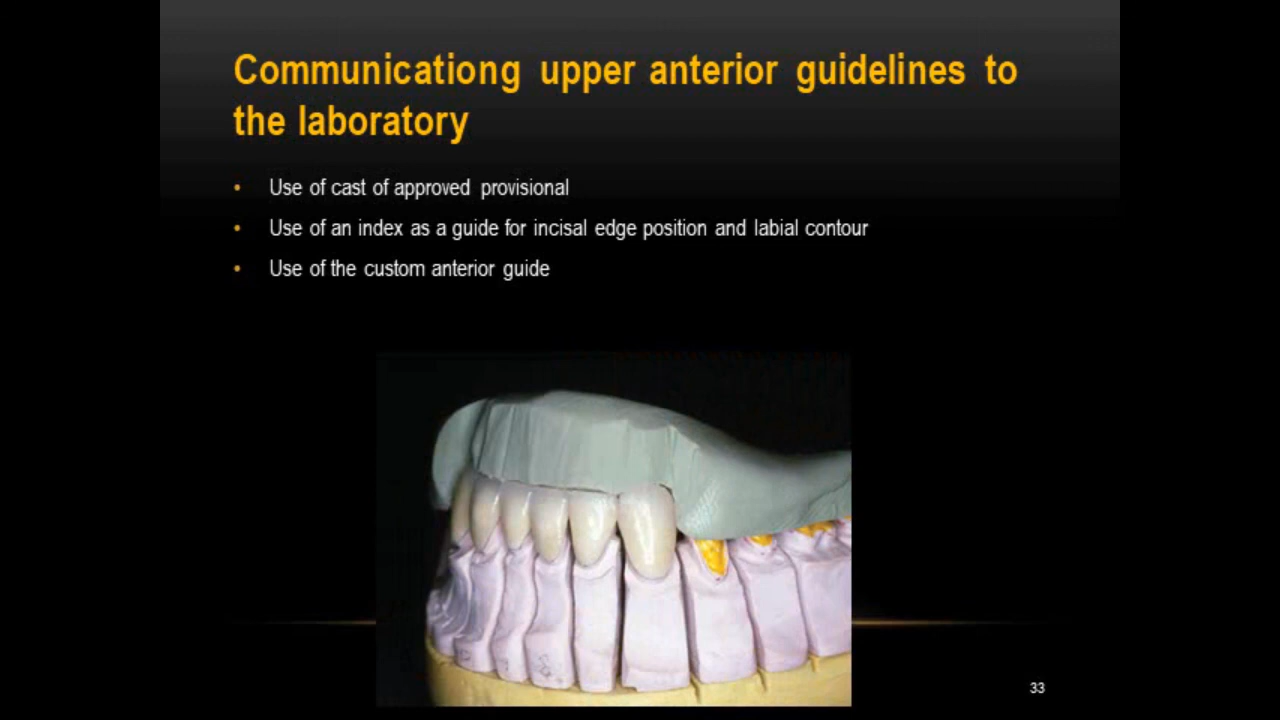 Communicationg upper anterior guidelines to
the laboratory
• Use of cast of approved provisional
• Use of an index as a guide for incisal edge position and labial contour
• Use of the custom anterior guide
33